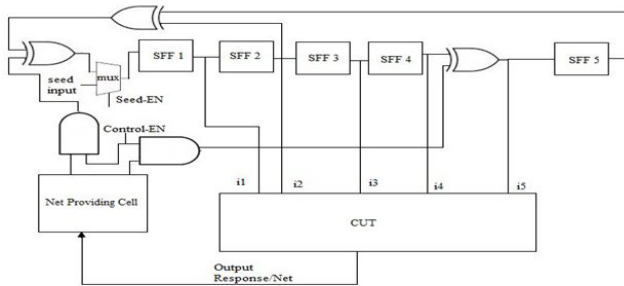 SFF 1
SFF 2
SFF 3
SFF 4
SFF 5
mux
seed
input
Seed-EN
Control-EN
i1
i2
i3
i4
i5
Net Providing Cell
CUT
Output
Response/Net